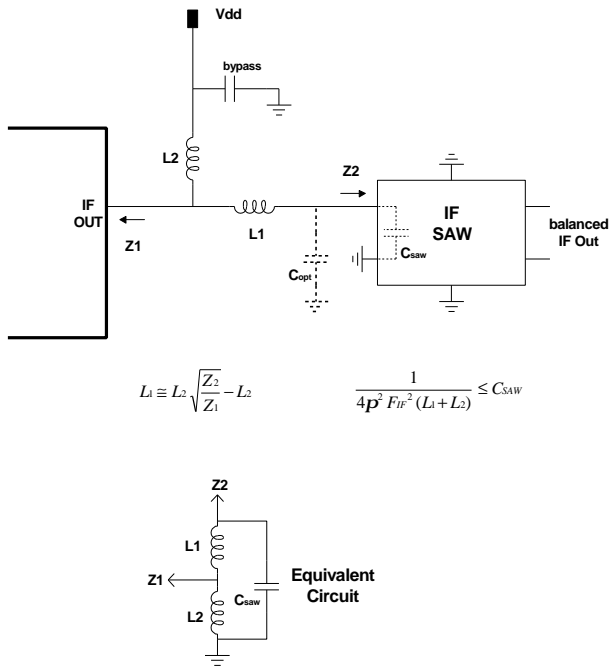 Vdd
bypass
L2
Z2
IF
OUT
Z1
L1
Copt
IF
SAW
Csaw
balanced
IF Out
L1 ≅ L2 √(Z2/Z1) − L2
1/(4p² FIF² (L1 + L2)) ≤ CSAW
Z2
L1
Z1
L2
Csaw
Equivalent
Circuit